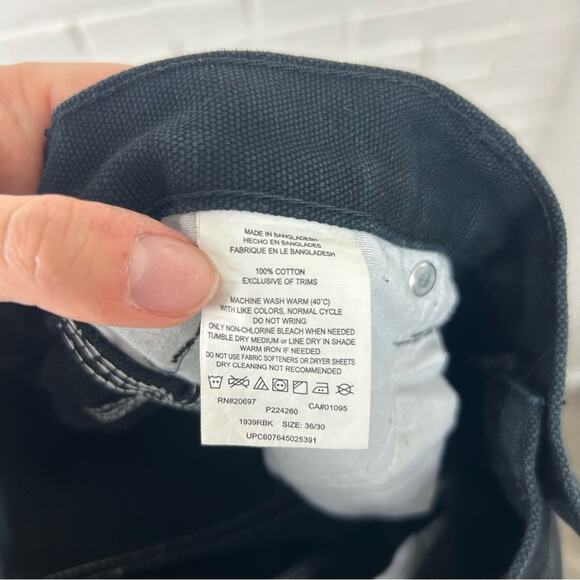 MADE IN BANGLADESH
HECHO EN BANGLADES
FABRIQUE EN LE BANGLADESH
100% COTTON
EXCLUSIVE OF TRIMS
MACHINE WASH WARM (40°C)
WITH LIKE COLORS, NORMAL CYCLE
DO NOT WRING
ONLY NON-CHLORINE BLEACH WHEN NEEDED
TUMBLE DRY MEDIUM or LINE DRY IN SHADE
WARM IRON IF NEEDED
DO NOT USE FABRIC SOFTENERS OR DRYER SHEETS
DRY CLEANING NOT RECOMMENDED
RN#20697 CA#01095
P224260
1939RBK SIZE: 36/30
UPC607645025391